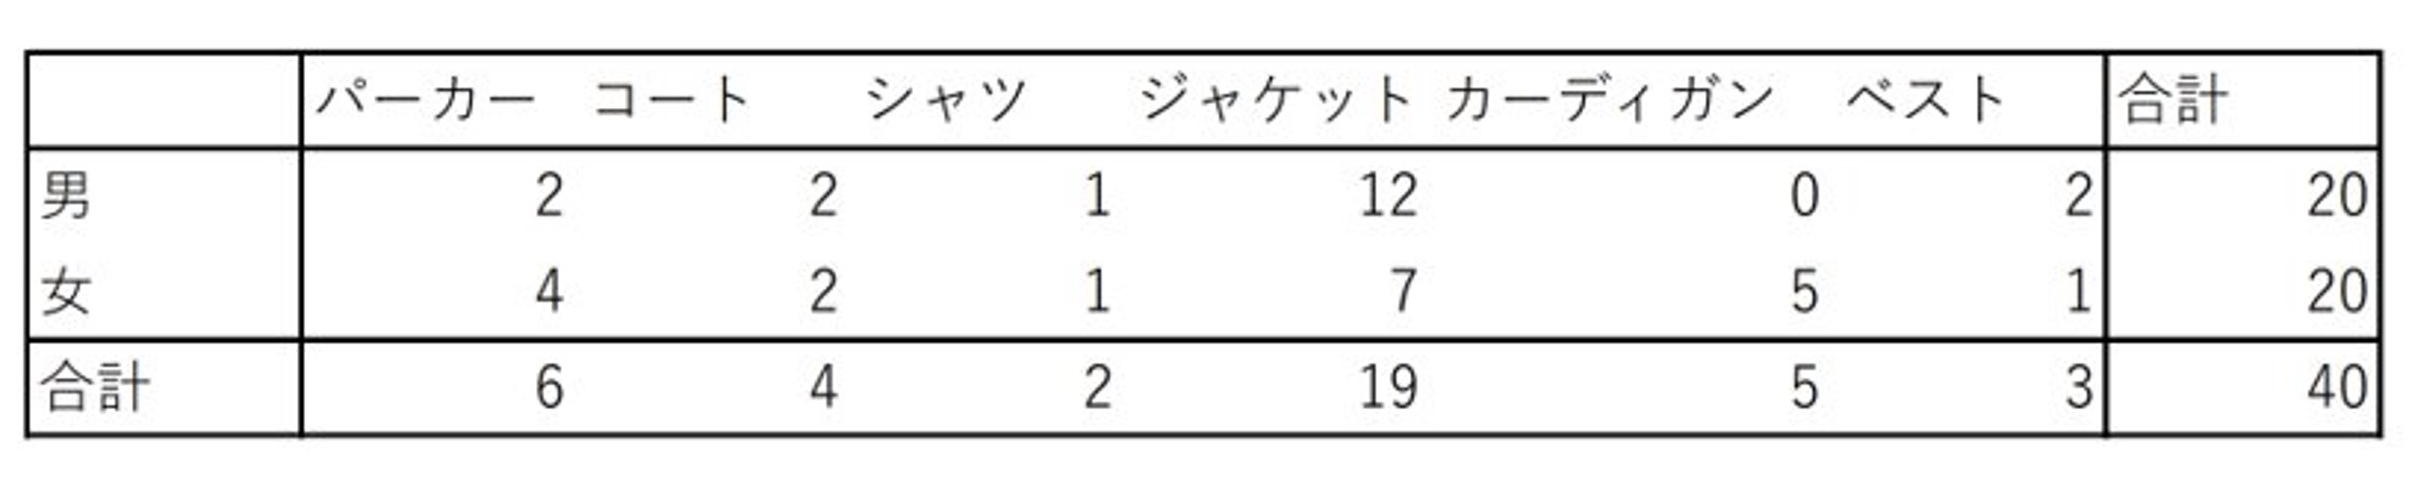 パーカー コート シャツ ジャケット カーディガン ベスト 合計
男 2 2 1 12 0 2 20
女 4 2 1 7 5 1 20
合計 6 4 2 19 5 3 40